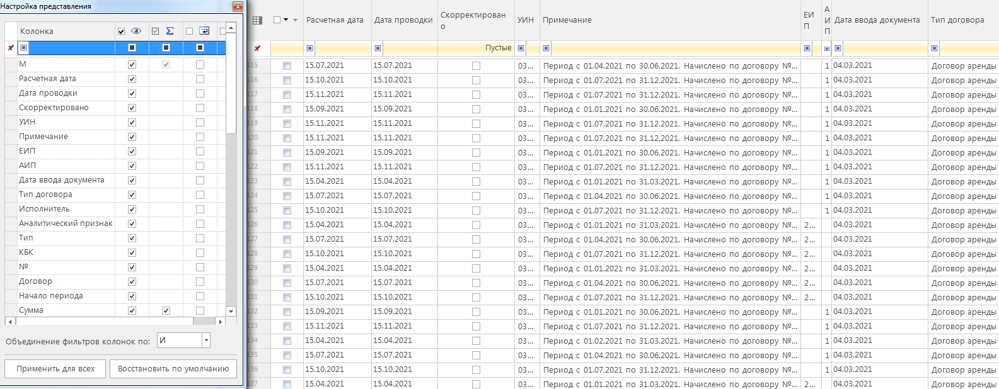 Настройка представления
Колонка
М
Расчетная дата
Дата проводки
Скорректировано
УИН
Примечание
ЕИП
АИП
Дата ввода документа
Тип договора
Исполнитель
Аналитический признак
Тип
КБК
№
Договор
Начало периода
Сумма
Объединение фильтров колонок по: И
Применить для всех Восстановить по умолчанию
Расчетная дата Дата проводки Скорректирован
о УИН Примечание ЕИ
П А
И
П Дата ввода документа Тип договора
Пустые
115 15.07.2021 15.07.2021 03... Период с 01.04.2021 по 30.06.2021. Начислено по договору №... 1 04.03.2021 Договор аренды
116 15.10.2021 15.10.2021 03... Период с 01.07.2021 по 31.12.2021. Начислено по договору №... 1 04.03.2021 Договор аренды
117 15.11.2021 15.11.2021 03... Период с 01.07.2021 по 31.12.2021. Начислено по договору №... 1 04.03.2021 Договор аренды
118 15.09.2021 15.09.2021 03... Период с 01.01.2021 по 30.06.2021. Начислено по договору №... 1 04.03.2021 Договор аренды
119 15.11.2021 15.11.2021 03... Период с 01.07.2021 по 31.12.2021. Начислено по договору №... 1 04.03.2021 Договор аренды
120 15.11.2021 15.11.2021 03... Период с 01.07.2021 по 31.12.2021. Начислено по договору №... 1 04.03.2021 Договор аренды
121 15.09.2021 15.09.2021 03... Период с 01.01.2021 по 30.06.2021. Начислено по договору №... 1 04.03.2021 Договор аренды
122 15.11.2021 15.11.2021 03... Период с 01.07.2021 по 31.12.2021. Начислено по договору №... 1 04.03.2021 Договор аренды
123 15.04.2021 15.04.2021 03... Период с 01.01.2021 по 31.03.2021. Начислено по договору №... 1 04.03.2021 Договор аренды
124 15.07.2021 15.07.2021 03... Период с 01.04.2021 по 30.06.2021. Начислено по договору №... 1 04.03.2021 Договор аренды
125 15.10.2021 15.10.2021 03... Период с 01.07.2021 по 31.12.2021. Начислено по договору №... 1 04.03.2021 Договор аренды
126 15.04.2021 15.04.2021 03... Период с 01.01.2021 по 31.03.2021. Начислено по договору №... 2... 04.03.2021 Договор аренды
127 15.07.2021 15.07.2021 03... Период с 01.04.2021 по 30.06.2021. Начислено по договору №... 2... 04.03.2021 Договор аренды
128 15.10.2021 15.10.2021 03... Период с 01.07.2021 по 31.12.2021. Начислено по договору №... 2... 04.03.2021 Договор аренды
129 15.04.2021 15.04.2021 03... Период с 01.01.2021 по 31.03.2021. Начислено по договору №... 2... 04.03.2021 Договор аренды
130 15.07.2021 15.07.2021 03... Период с 01.04.2021 по 30.06.2021. Начислено по договору №... 2... 04.03.2021 Договор аренды
131 15.10.2021 15.10.2021 03... Период с 01.07.2021 по 31.12.2021. Начислено по договору №... 2... 04.03.2021 Договор аренды
132 15.09.2021 15.09.2021 03... Период с 01.01.2021 по 30.06.2021. Начислено по договору №... 1 04.03.2021 Договор аренды
133 15.11.2021 15.11.2021 03... Период с 01.07.2021 по 31.12.2021. Начислено по договору №... 1 04.03.2021 Договор аренды
134 15.04.2021 15.04.2021 03... Период с 01.02.2021 по 31.03.2021. Начислено по договору №... 1 04.03.2021 Договор аренды
135 15.07.2021 15.07.2021 03... Период с 01.04.2021 по 30.06.2021. Начислено по договору №... 1 04.03.2021 Договор аренды
136 15.10.2021 15.10.2021 03... Период с 01.07.2021 по 31.12.2021. Начислено по договору №... 1 04.03.2021 Договор аренды
137 15.04.2021 15.04.2021 03... Период с 01.01.2021 по 31.03.2021. Начислено по договору №... 2... 04.03.2021 Договор аренды